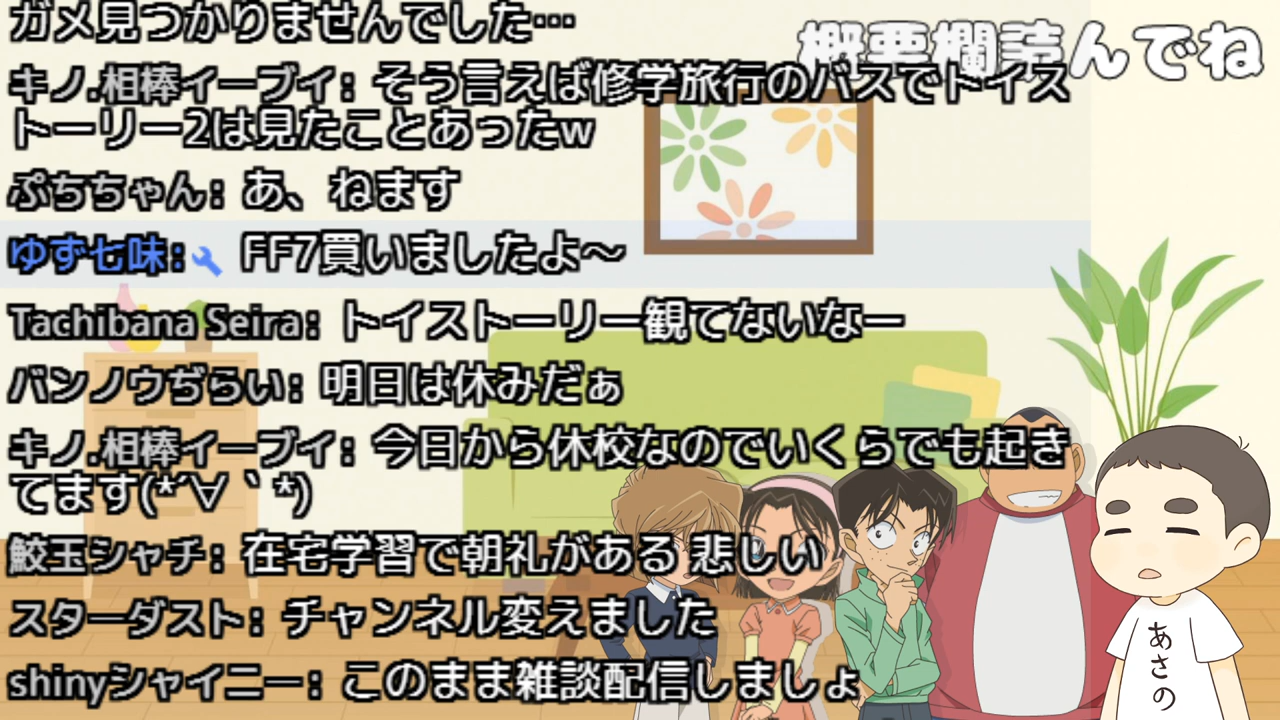 ガメ見つかりませんでした…
概要欄読んでね
キノ.相棒イーブイ: そう言えば修学旅行のバスでトイス
トーリー2は見たことあったw
ぷちちゃん: あ、ねます
ゆず七味: FF7買いましたよ～
Tachibana Seira: トイストーリー観てないなー
バンノウぢらい: 明日は休みだぁ
キノ.相棒イーブイ: 今日から休校なのでいくらでも起き
てます(*´∀｀*)
鮫玉シャチ: 在宅学習で朝礼がある 悲しい
スターダスト: チャンネル変えました
shinyシャイニー: このまま雑談配信しましょ
あさの